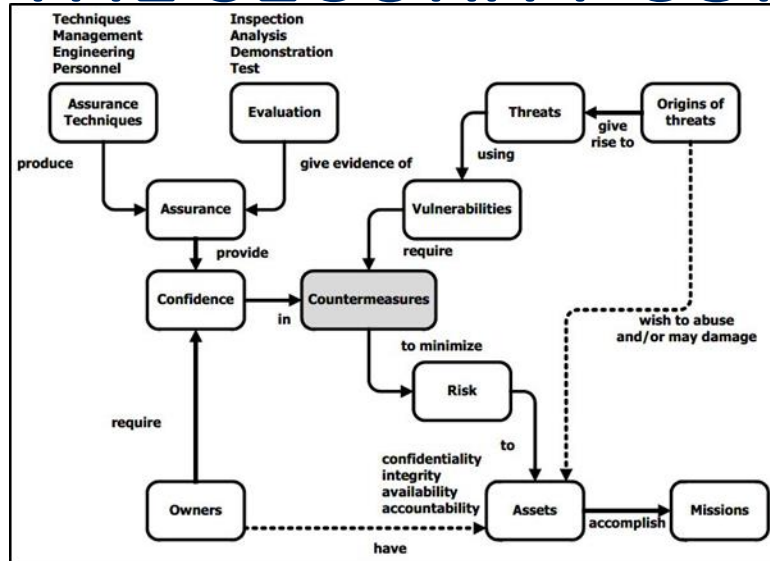 Techniques
Management
Engineering
Personnel
Inspection
Analysis
Demonstration
Test
Assurance
Techniques
Evaluation
Threats
Origins of
threats
give
rise to
produce
give evidence of
using
Assurance
Vulnerabilities
provide
require
Confidence
in
Countermeasures
wish to abuse
and/or may damage
to minimize
Risk
require
to
confidentiality
integrity
availability
accountability
Owners
Assets
accomplish
Missions
have